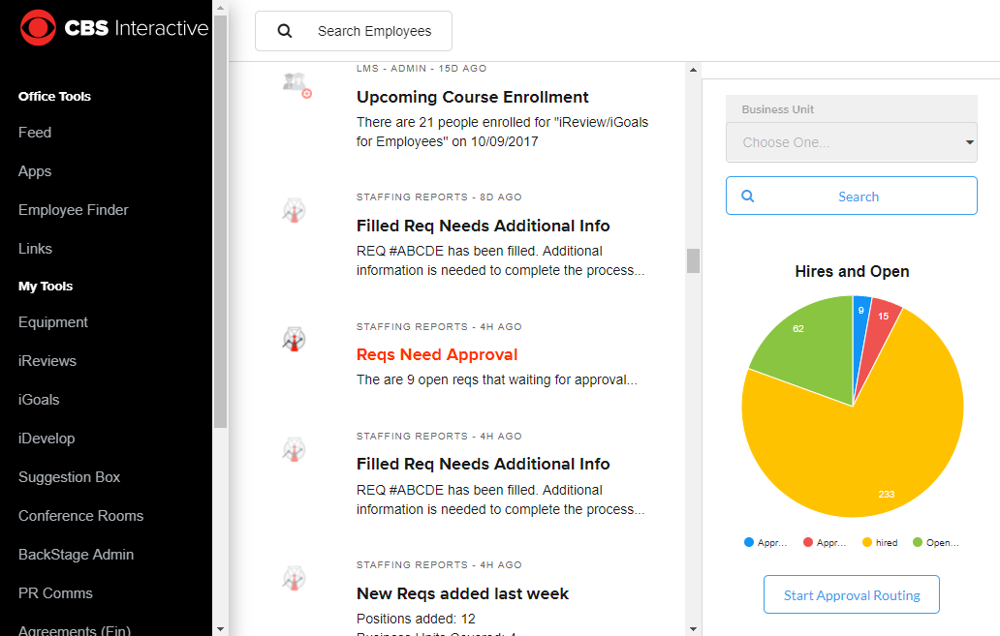 CBS Interactive
Office Tools
Feed
Apps
Employee Finder
Links
My Tools
Equipment
iReviews
iGoals
iDevelop
Suggestion Box
Conference Rooms
BackStage Admin
PR Comms
Agreements (Fin)
Search Employees
LMS - ADMIN - 15D AGO
Upcoming Course Enrollment
There are 21 people enrolled for "iReview/iGoals
for Employees" on 10/09/2017
STAFFING REPORTS - 8D AGO
Filled Req Needs Additional Info
REQ #ABCDE has been filled. Additional
information is needed to complete the process...
STAFFING REPORTS - 4H AGO
Reqs Need Approval
The are 9 open reqs that waiting for approval...
STAFFING REPORTS - 4H AGO
Filled Req Needs Additional Info
REQ #ABCDE has been filled. Additional
information is needed to complete the process...
STAFFING REPORTS - 4H AGO
New Reqs added last week
Positions added: 12
Business Units Covered: 4
Business Unit
Choose One...
Search
Hires and Open
9
15
62
233
Appr...
Appr...
hired
Open...
Start Approval Routing